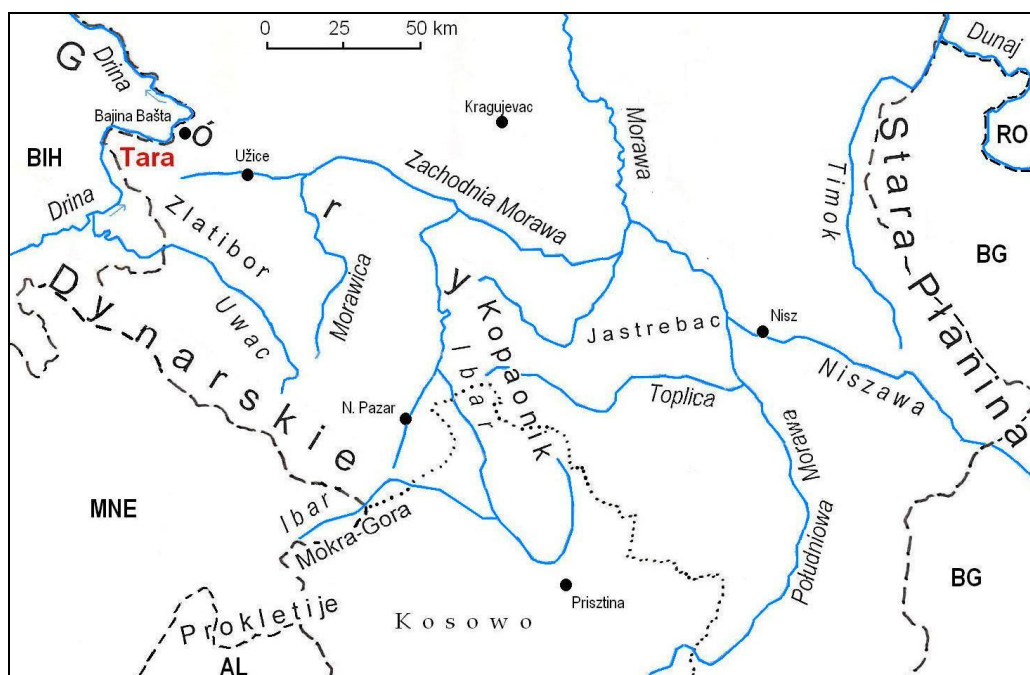 0 25 50 km
Dunaj
Drina
Bajina Bašta
Kragujevac
RO
BIH
Tara
Užice
Morawa
Zachodnia Morawa
Timok
Stara Płanina
BG
Drina
Zlatibor
Góry Dynarskie
Uwac
Morawica
Kopaonik
Jastrebac
Nisz
Ibar
Toplica
Niszawa
N. Pazar
Południowa Morawa
MNE
Ibar
Mokra-Gora
Prisztina
BG
Prokletije
Kosowo
AL